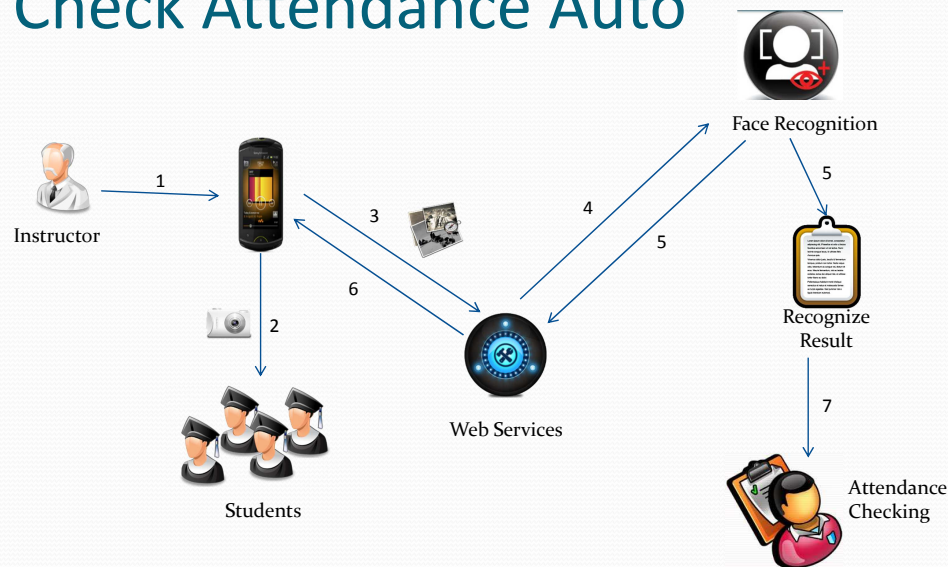 Check Attendance Auto
Face Recognition
Instructor
1
3
4
5
5
6
2
Recognize
Result
Web Services
7
Students
Attendance
Checking